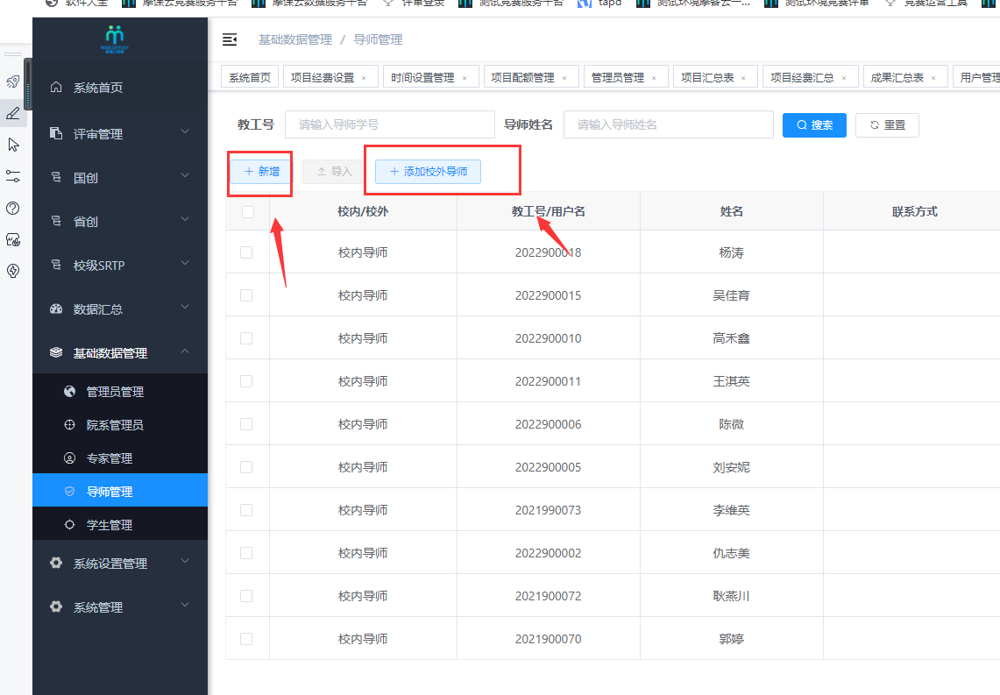 软件大全 摩课云竞赛服务平台 摩课云数据服务平台 评审登录 测试竞赛服务平台 tapd 测试环境摩客云一... 测试环境竞赛评审 竞赛运营工具
基础数据管理 / 导师管理
系统首页 项目经费设置 × 时间设置管理 × 项目配额管理 × 管理员管理 × 项目汇总表 × 项目经费汇总 × 成果汇总表 × 用户管理
系统首页
评审管理
国创
省创
校级SRTP
数据汇总
基础数据管理
管理员管理
院系管理员
专家管理
导师管理
学生管理
系统设置管理
系统管理
教工号 请输入导师学号 导师姓名 请输入导师姓名 搜索 重置
+ 新增 导入 + 添加校外导师
校内/校外 教工号/用户名 姓名 联系方式
校内导师 2022900018 杨涛
校内导师 2022900015 吴佳育
校内导师 2022900010 高禾鑫
校内导师 2022900011 王淇英
校内导师 2022900006 陈微
校内导师 2022900005 刘安妮
校内导师 2021990073 李维英
校内导师 2022900002 仇志美
校内导师 2021900072 耿燕川
校内导师 2021900070 郭婷